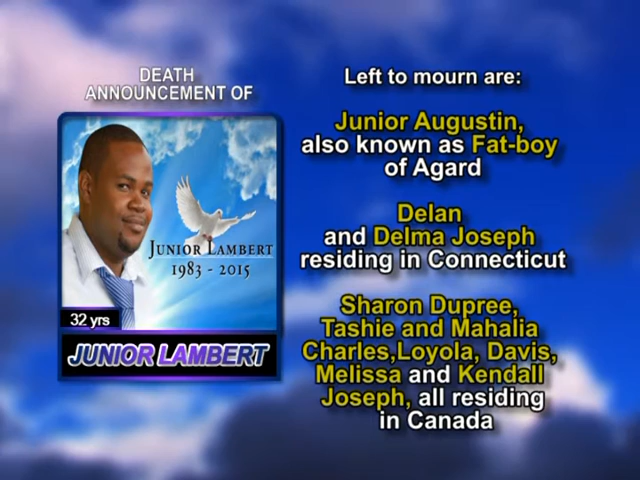 DEATH
ANNOUNCEMENT OF
JUNIOR LAMBERT
1983 - 2015
32 yrs
JUNIOR LAMBERT
Left to mourn are:
Junior Augustin,
also known as Fat-boy
of Agard
Delan
and Delma Joseph
residing in Connecticut
Sharon Dupree,
Tashie and Mahalia
Charles,Loyola, Davis,
Melissa and Kendall
Joseph, all residing
in Canada